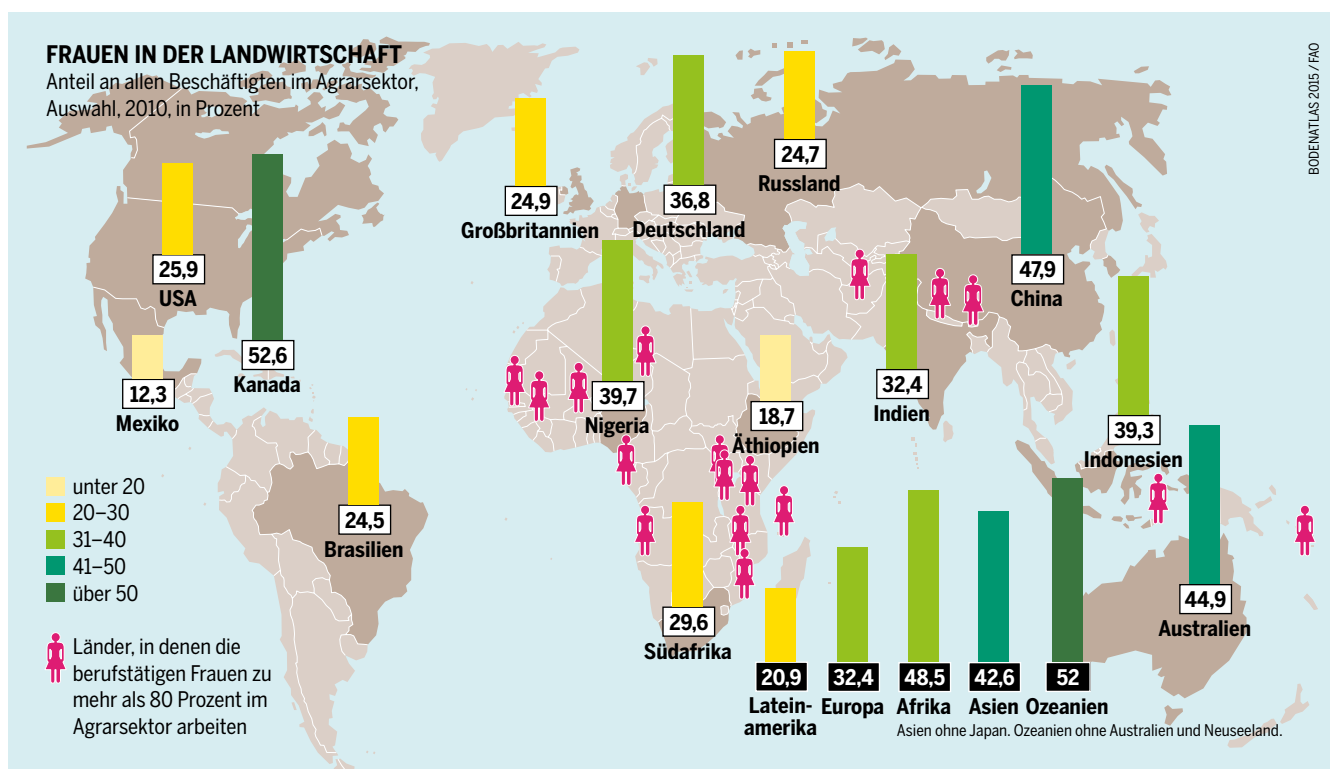 FRAUEN IN DER LANDWIRTSCHAFT
Anteil an allen Beschäftigten im Agrarsektor,
Auswahl, 2010, in Prozent
BODENATLAS 2015 / FAO
25,9
USA
52,6
Kanada
12,3
Mexiko
24,5
Brasilien
24,9
Großbritannien
36,8
Deutschland
24,7
Russland
47,9
China
39,7
Nigeria
18,7
Äthiopien
32,4
Indien
39,3
Indonesien
29,6
Südafrika
44,9
Australien
unter 20
20–30
31–40
41–50
über 50
Länder, in denen die
berufstätigen Frauen zu
mehr als 80 Prozent im
Agrarsektor arbeiten
20,9
Latein-
amerika
32,4
Europa
48,5
Afrika
42,6
Asien
52
Ozeanien
Asien ohne Japan. Ozeanien ohne Australien und Neuseeland.